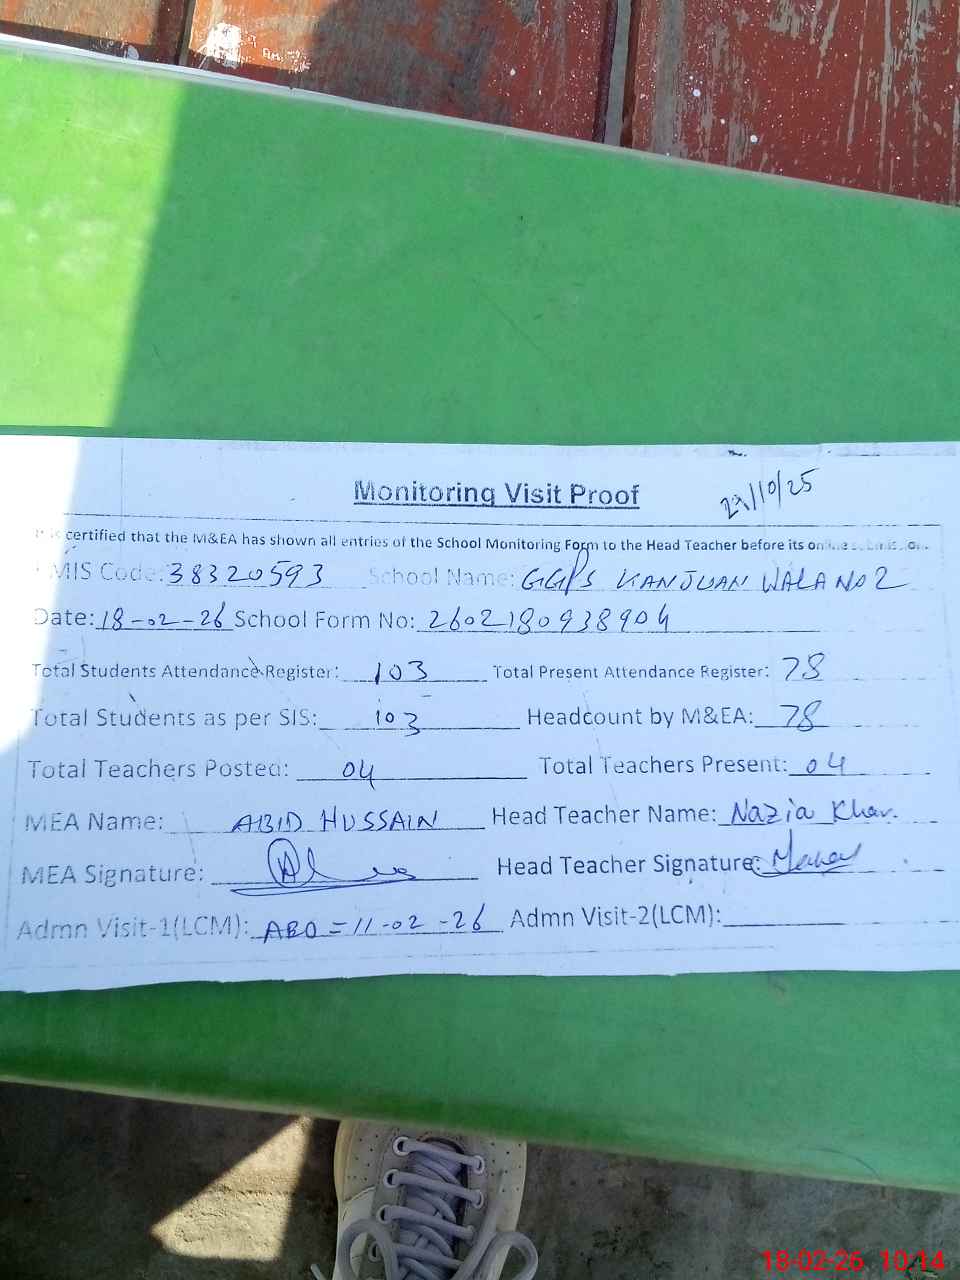 Monitoring Visit Proof
29/10/25
It is certified that the M&EA has shown all entries of the School Monitoring Form to the Head Teacher before its online submission.
EMIS Code: 38320593 School Name: GGPS KANJUAN WALA NO 2
Date: 18-02-26 School Form No: 2602180938904
Total Students Attendance Register: 103 Total Present Attendance Register: 78
Total Students as per SIS: 103 Headcount by M&EA: 78
Total Teachers Posted: 04 Total Teachers Present: 04
MEA Name: ABID HUSSAIN Head Teacher Name: Nazia Khan.
MEA Signature: Head Teacher Signature:
Admn Visit-1(LCM): AEO = 11-02-26 Admn Visit-2(LCM):
18-02-26 10:14